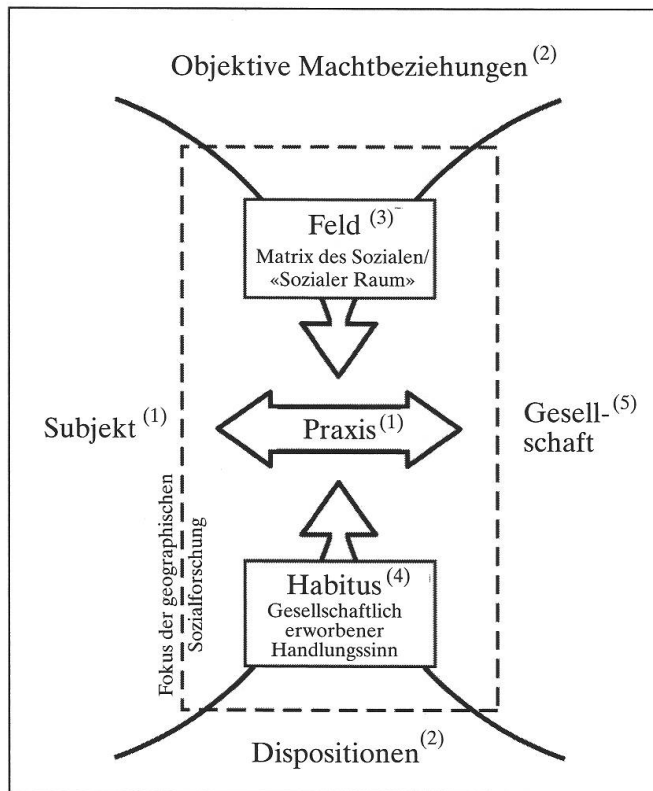 Objektive Machtbeziehungen (2)
Feld (3)
Matrix des Sozialen/
«Sozialer Raum»
Subjekt (1)
Praxis (1)
Gesell- (5)
schaft
Fokus der geographischen
Sozialforschung
Habitus (4)
Gesellschaftlich
erworbener
Handlungssinn
Dispositionen (2)